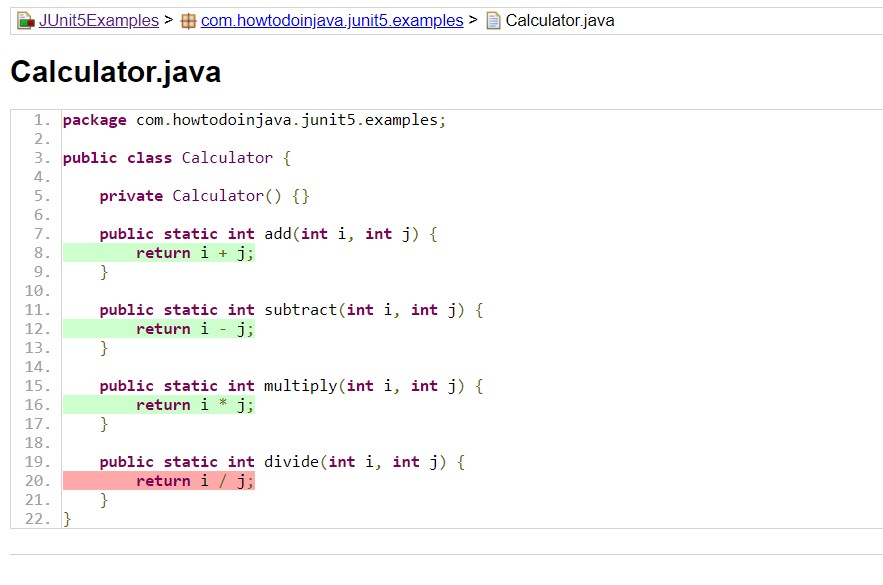 JUnit5Examples > com.howtodoinjava.junit5.examples > Calculator.java
Calculator.java
1. package com.howtodoinjava.junit5.examples;
2.
3. public class Calculator {
4.
5.     private Calculator() {}
6.
7.     public static int add(int i, int j) {
8.         return i + j;
9.     }
10.
11.     public static int subtract(int i, int j) {
12.         return i - j;
13.     }
14.
15.     public static int multiply(int i, int j) {
16.         return i * j;
17.     }
18.
19.     public static int divide(int i, int j) {
20.         return i / j;
21.     }
22. }